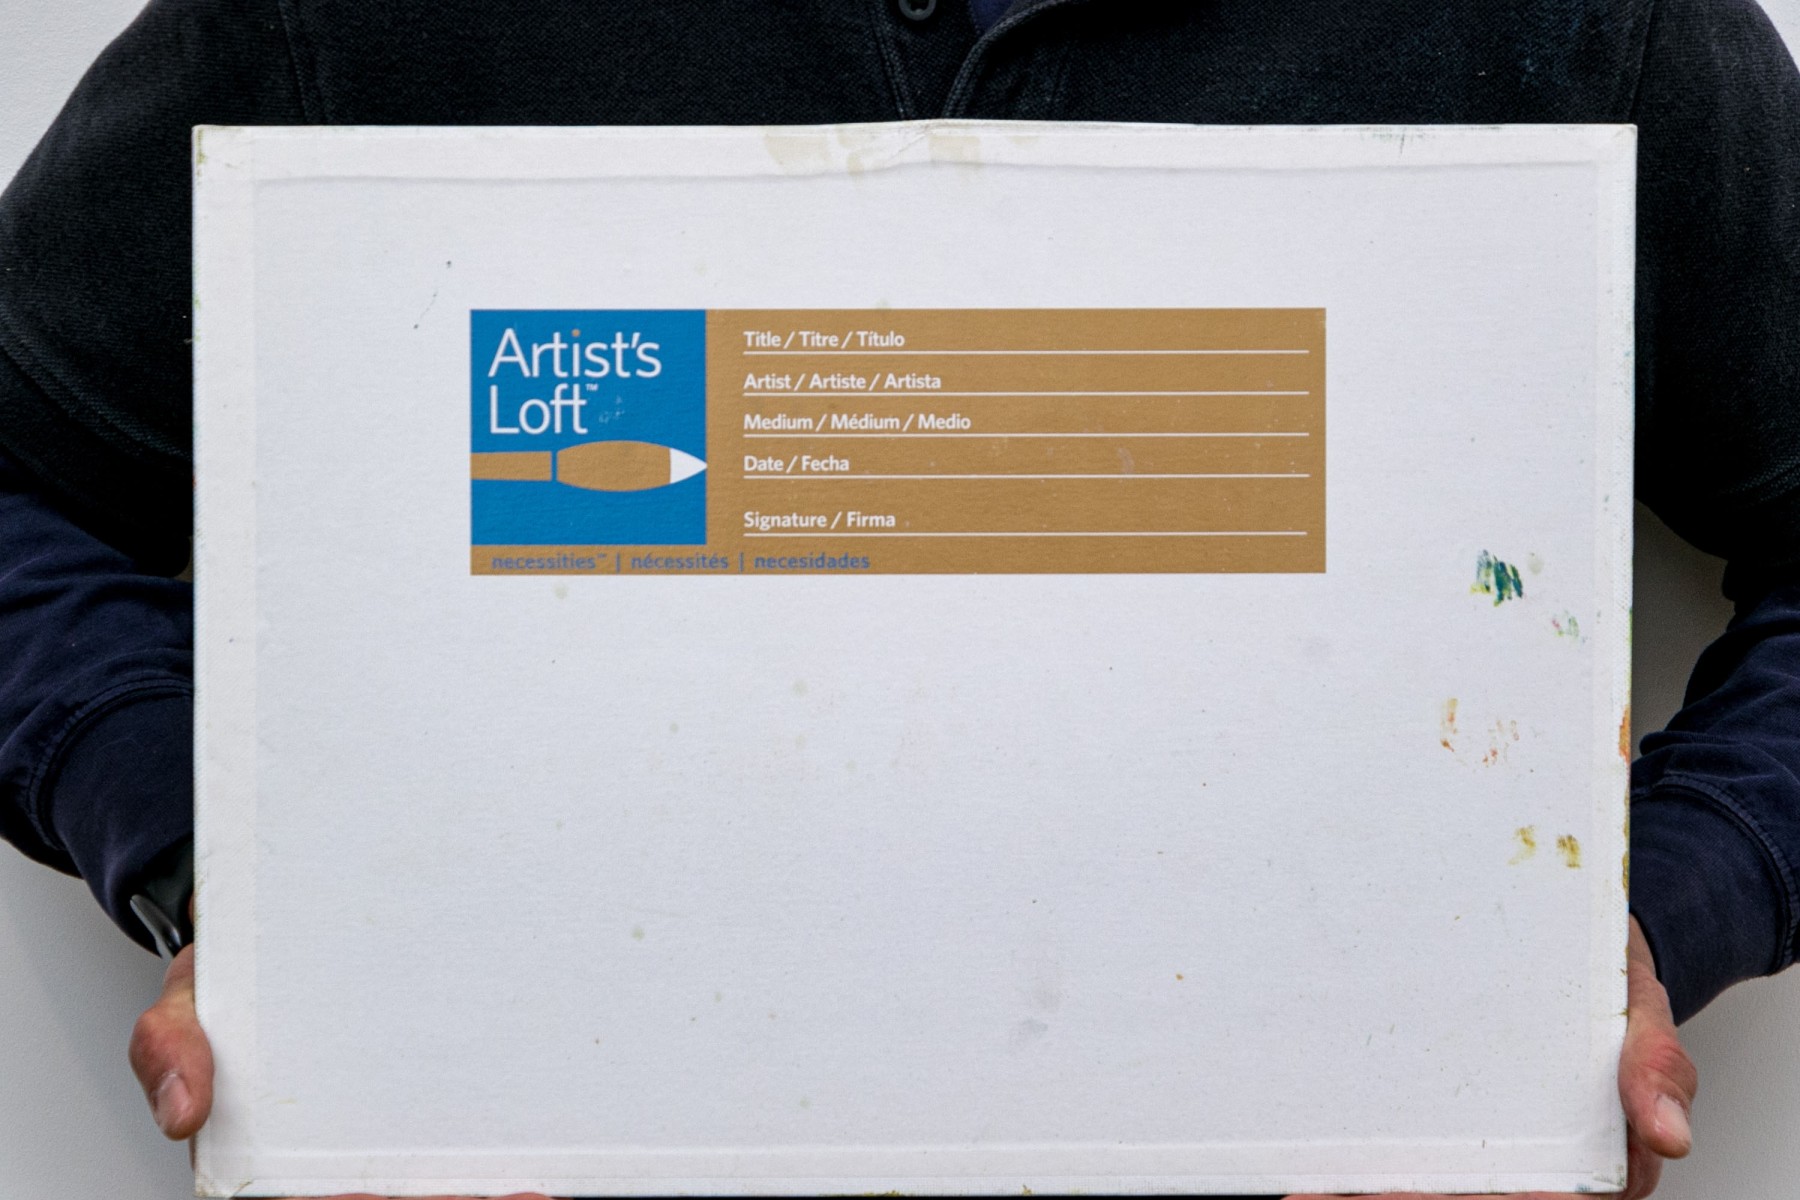 Artist's
Loft™
Title / Titre / Título
Artist / Artiste / Artista
Medium / Médium / Medio
Date / Fecha
Signature / Firma
necessities™ | nécessités | necesidades